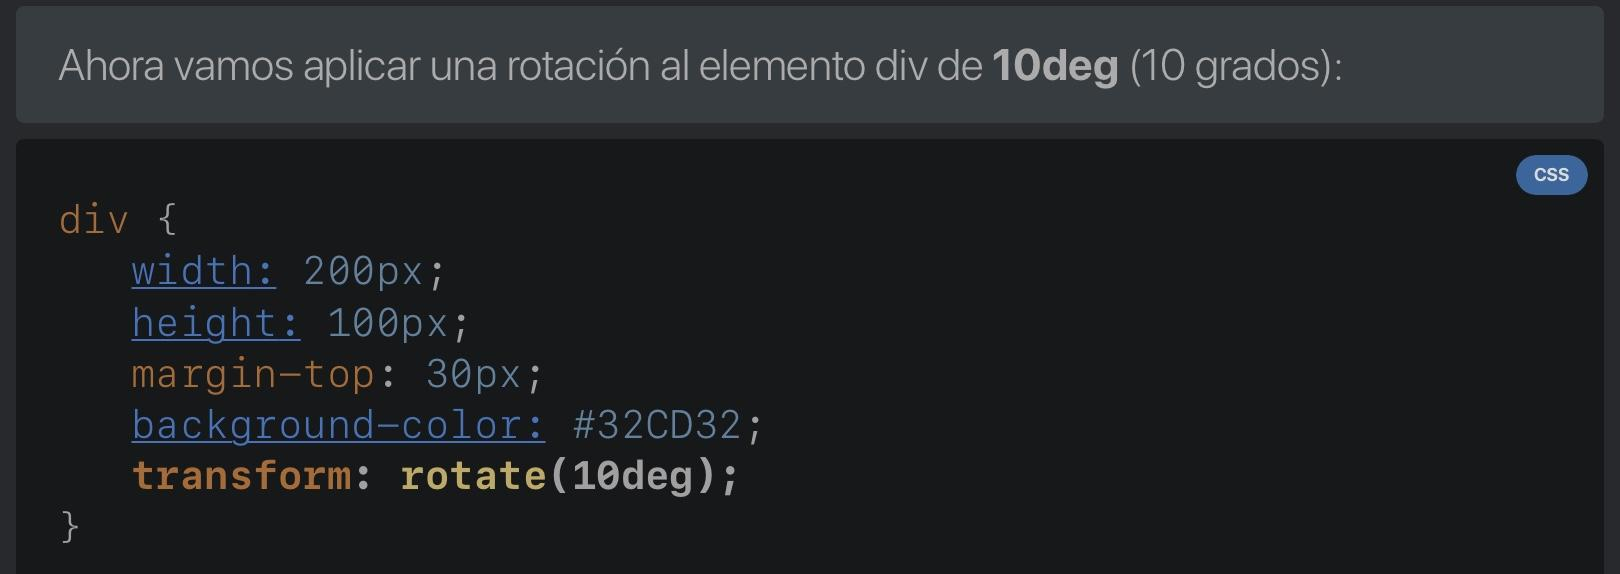 Ahora vamos aplicar una rotación al elemento div de 10deg (10 grados):
CSS
div {
width: 200px;
height: 100px;
margin-top: 30px;
background-color: #32CD32;
transform: rotate(10deg);
}